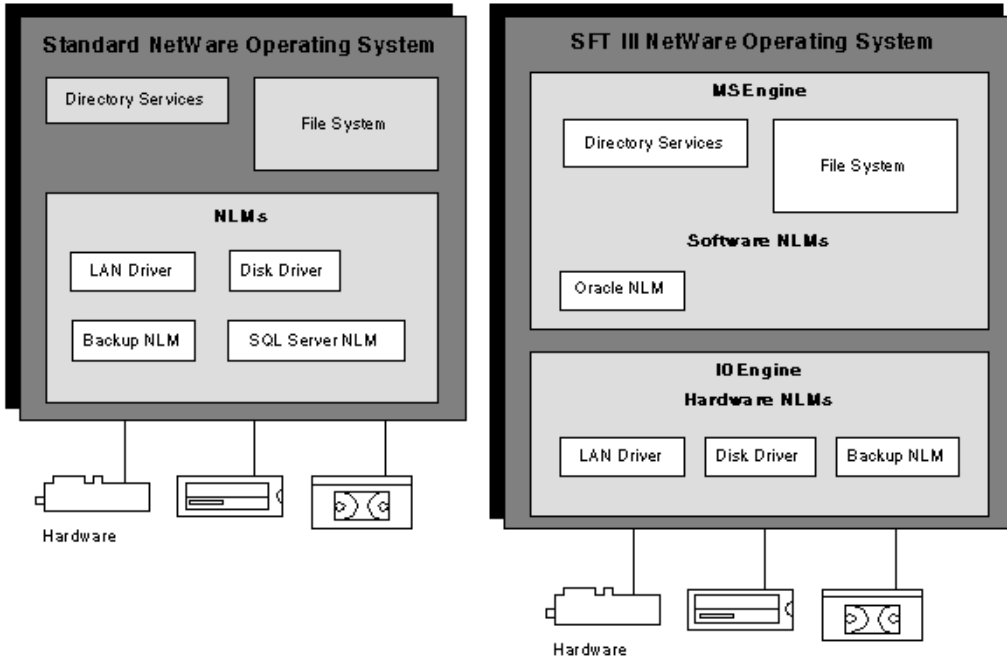 Standard NetWare Operating System
Directory Services
File System
NLMs
LAN Driver
Disk Driver
Backup NLM
SQL Server NLM
Hardware
SFT III NetWare Operating System
MSEngine
Directory Services
File System
Software NLMs
Oracle NLM
IO Engine
Hardware NLMs
LAN Driver
Disk Driver
Backup NLM
Hardware